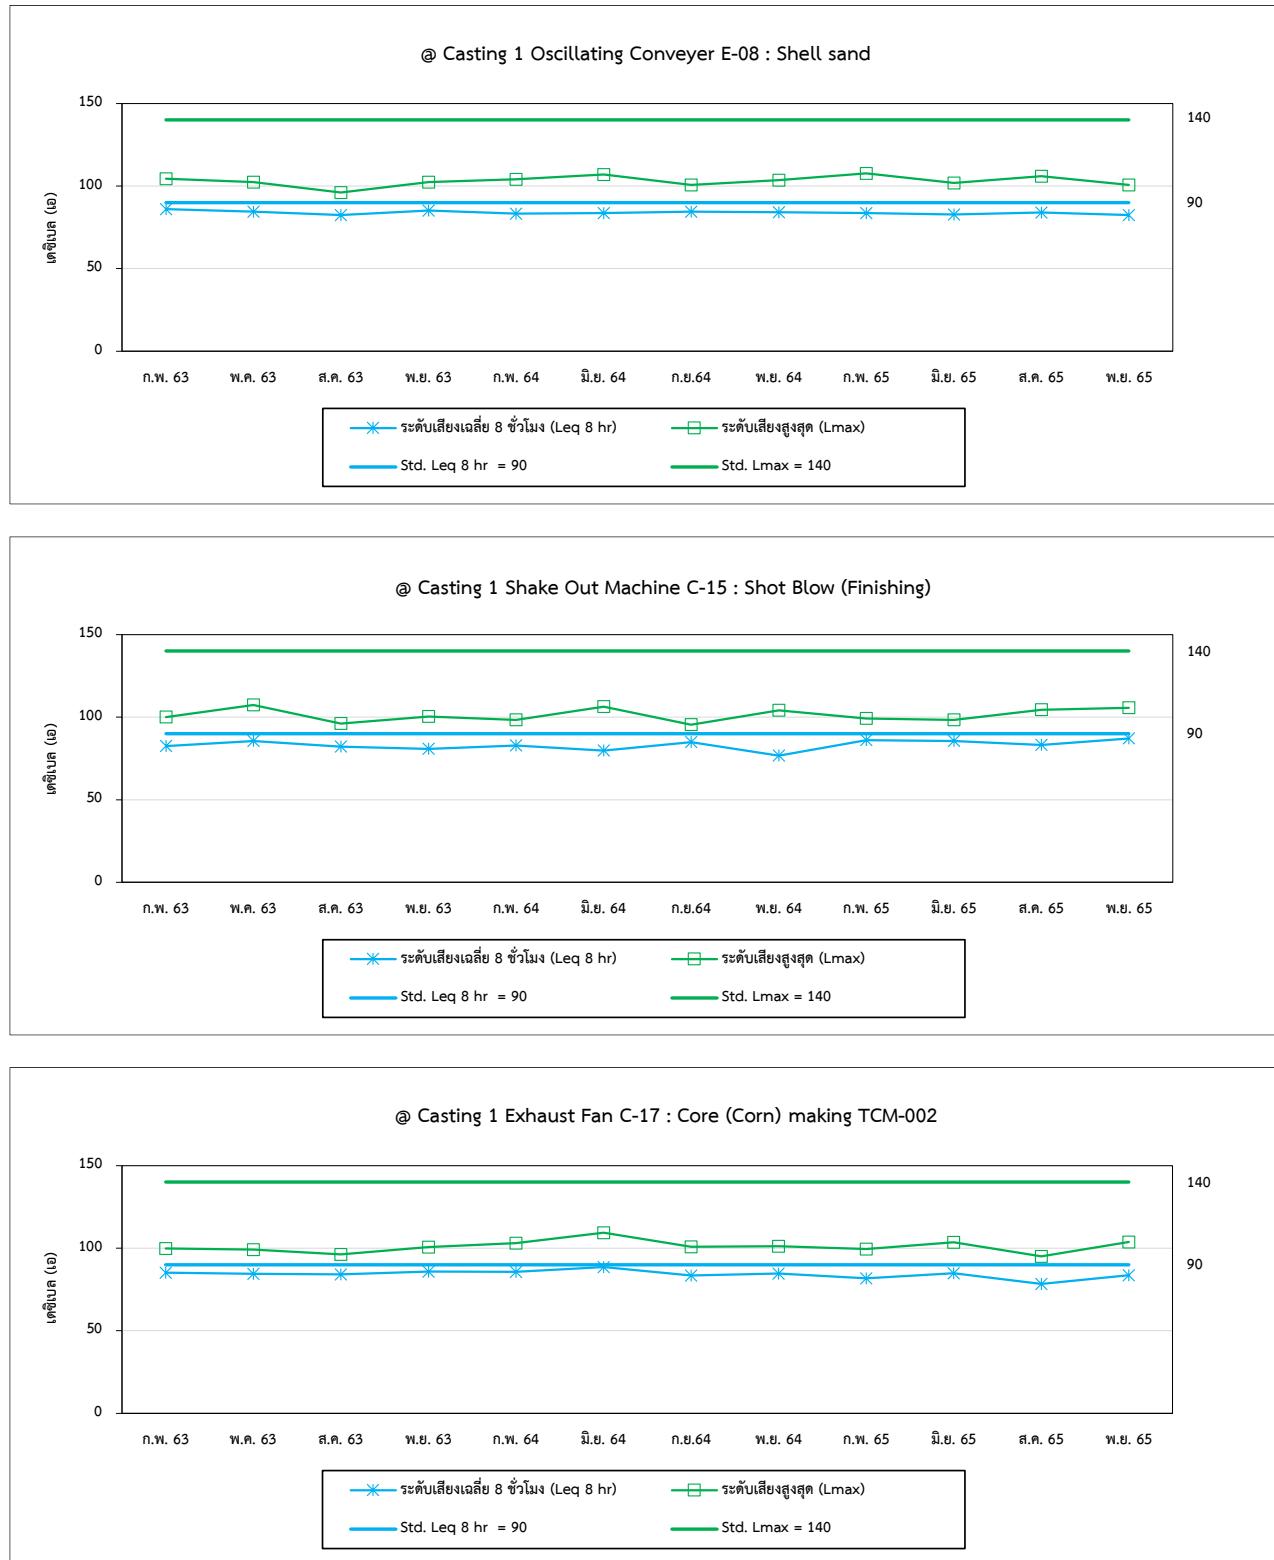 @ Casting 1 Oscillating Conveyer E-08 : Shell sand
150
140
100
90
50
0
เดซิเบล (เอ)
ก.พ. 63 พ.ค. 63 ส.ค. 63 พ.ย. 63 ก.พ. 64 มิ.ย. 64 ก.ย.64 พ.ย. 64 ก.พ. 65 มิ.ย. 65 ส.ค. 65 พ.ย. 65
ระดับเสียงเฉลี่ย 8 ชั่วโมง (Leq 8 hr) ระดับเสียงสูงสุด (Lmax)
Std. Leq 8 hr = 90 Std. Lmax = 140
@ Casting 1 Shake Out Machine C-15 : Shot Blow (Finishing)
150
140
100
90
50
0
เดซิเบล (เอ)
ก.พ. 63 พ.ค. 63 ส.ค. 63 พ.ย. 63 ก.พ. 64 มิ.ย. 64 ก.ย.64 พ.ย. 64 ก.พ. 65 มิ.ย. 65 ส.ค. 65 พ.ย. 65
ระดับเสียงเฉลี่ย 8 ชั่วโมง (Leq 8 hr) ระดับเสียงสูงสุด (Lmax)
Std. Leq 8 hr = 90 Std. Lmax = 140
@ Casting 1 Exhaust Fan C-17 : Core (Corn) making TCM-002
150
140
100
90
50
0
เดซิเบล (เอ)
ก.พ. 63 พ.ค. 63 ส.ค. 63 พ.ย. 63 ก.พ. 64 มิ.ย. 64 ก.ย.64 พ.ย. 64 ก.พ. 65 มิ.ย. 65 ส.ค. 65 พ.ย. 65
ระดับเสียงเฉลี่ย 8 ชั่วโมง (Leq 8 hr) ระดับเสียงสูงสุด (Lmax)
Std. Leq 8 hr = 90 Std. Lmax = 140